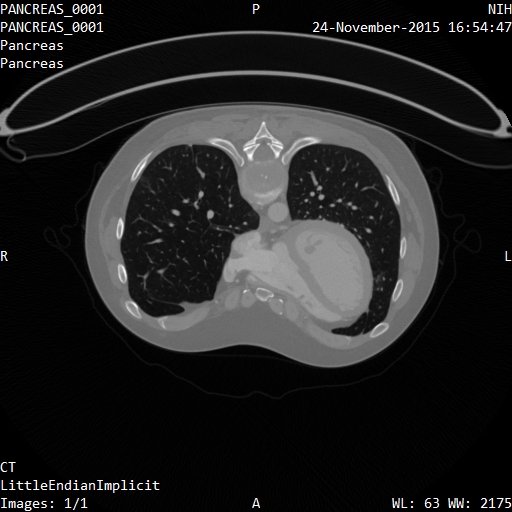 PANCREAS_0001
P
NIH
PANCREAS_0001
24-November-2015 16:54:47
Pancreas
Pancreas
R
L
CT
LittleEndianImplicit
Images: 1/1
A
WL: 63 WW: 2175